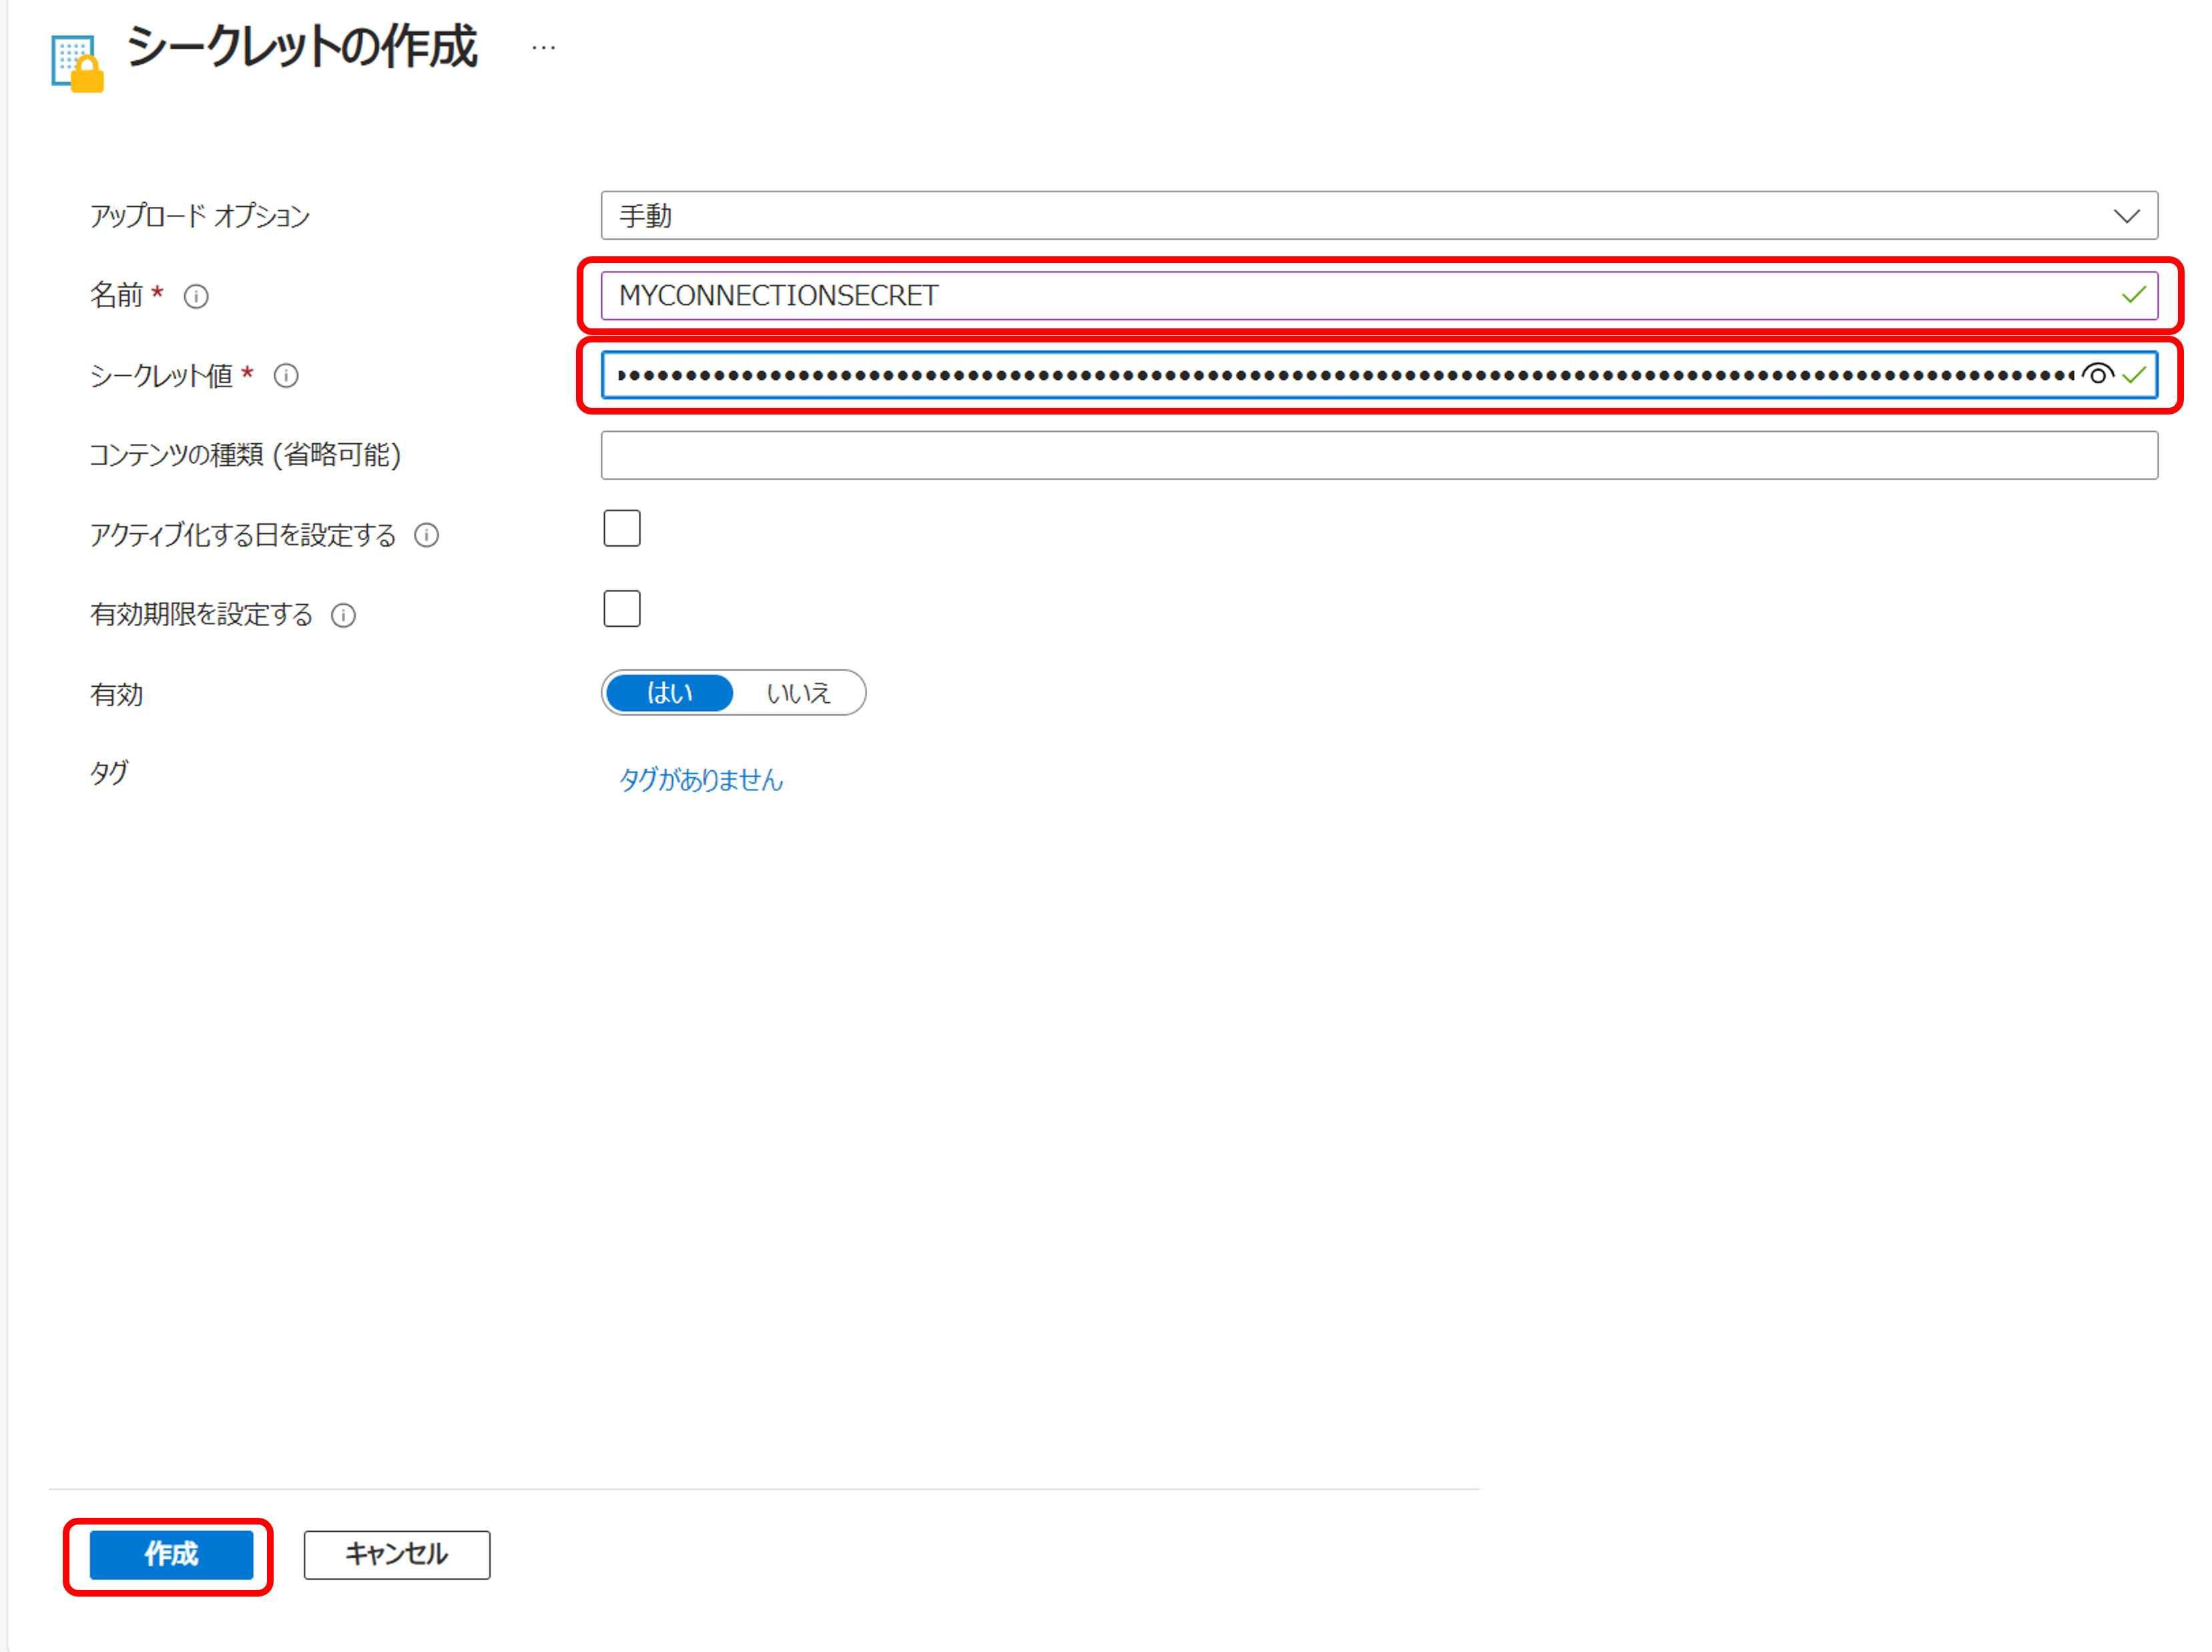 シークレットの作成 …
アップロード オプション 手動
名前 * MYCONNECTIONSECRET
シークレット値 * ••••••••••••••••••••••••••••••••••••••••••••••••••••••••••••••••••••••••••••••••••••••••••••••••••••••••
コンテンツの種類 (省略可能)
アクティブ化する日を設定する
有効期限を設定する
有効 はい いいえ
タグ タグがありません
作成 キャンセル